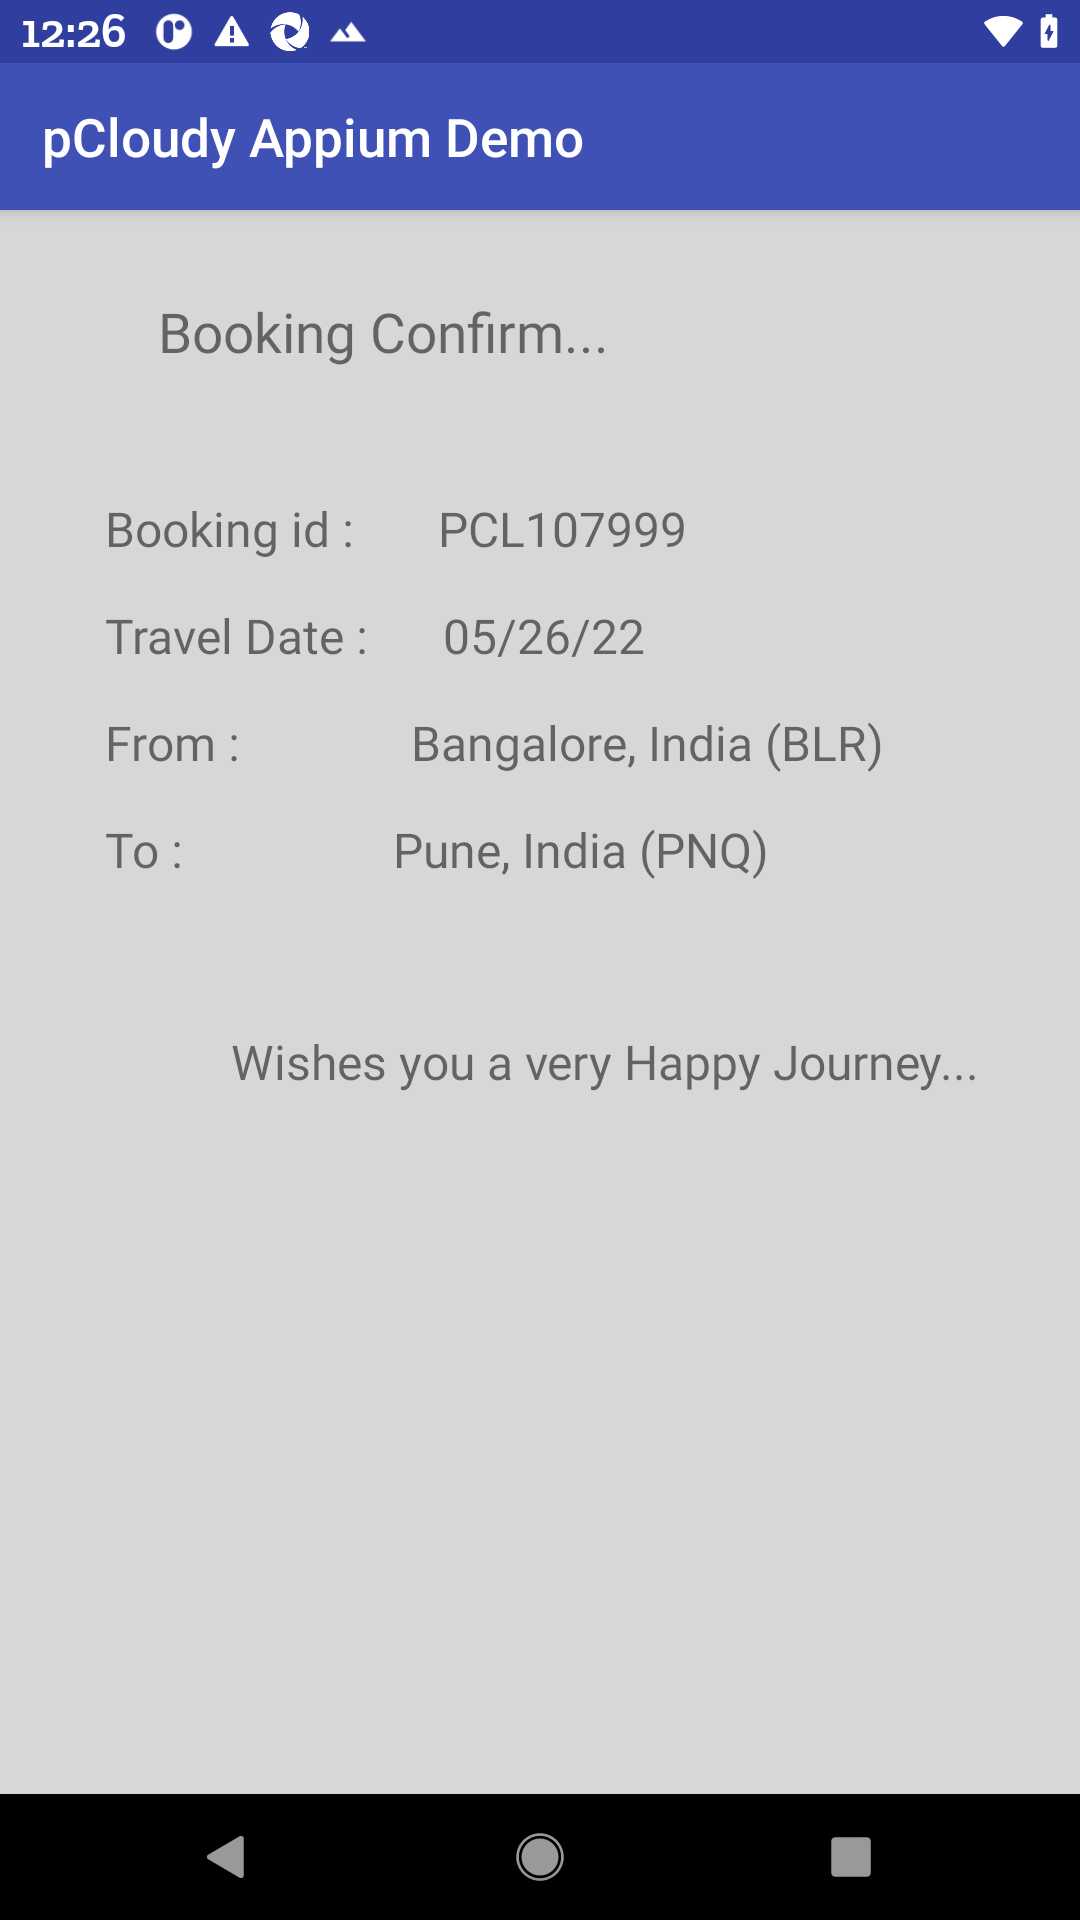 12:26
pCloudy Appium Demo
Booking Confirm...
Booking id : PCL107999
Travel Date : 05/26/22
From : Bangalore, India (BLR)
To : Pune, India (PNQ)
Wishes you a very Happy Journey...